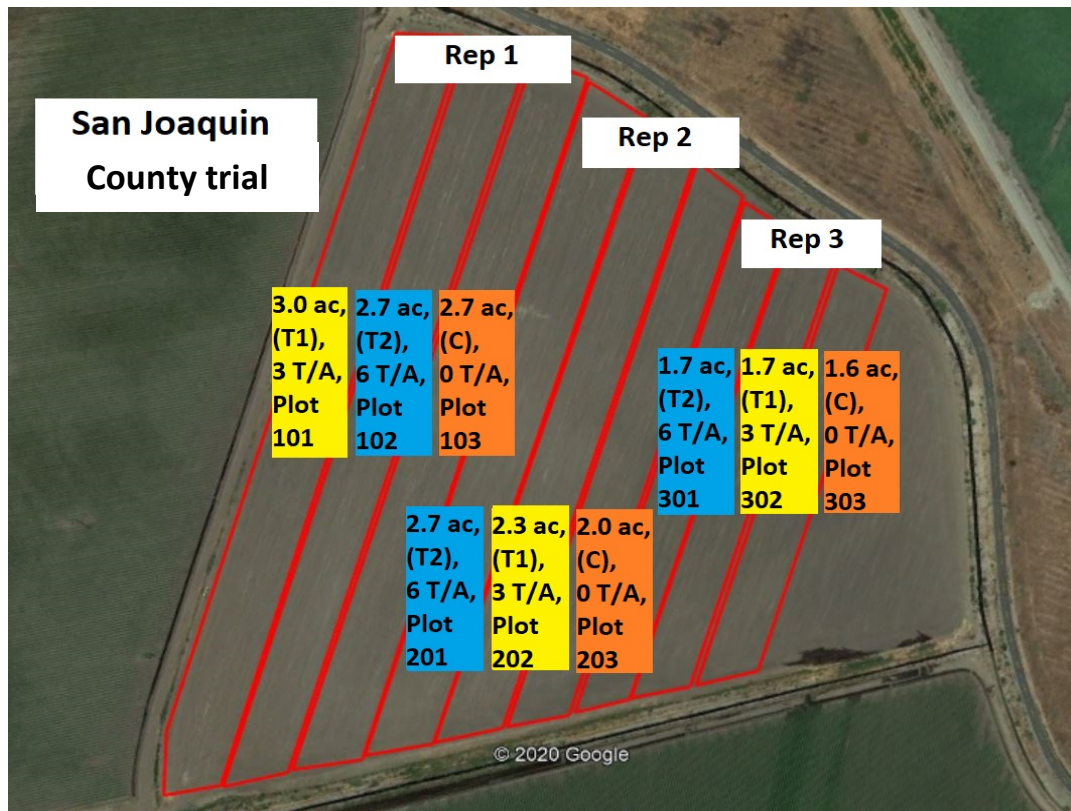 Rep 1
San Joaquin
County trial
Rep 2
Rep 3
3.0 ac,
(T1),
3 T/A,
Plot
101
2.7 ac,
(T2),
6 T/A,
Plot
102
2.7 ac,
(C),
0 T/A,
Plot
103
1.7 ac,
(T2),
6 T/A,
Plot
301
1.7 ac,
(T1),
3 T/A,
Plot
302
1.6 ac,
(C),
0 T/A,
Plot
303
2.7 ac,
(T2),
6 T/A,
Plot
201
2.3 ac,
(T1),
3 T/A,
Plot
202
2.0 ac,
(C),
0 T/A,
Plot
203
© 2020 Google